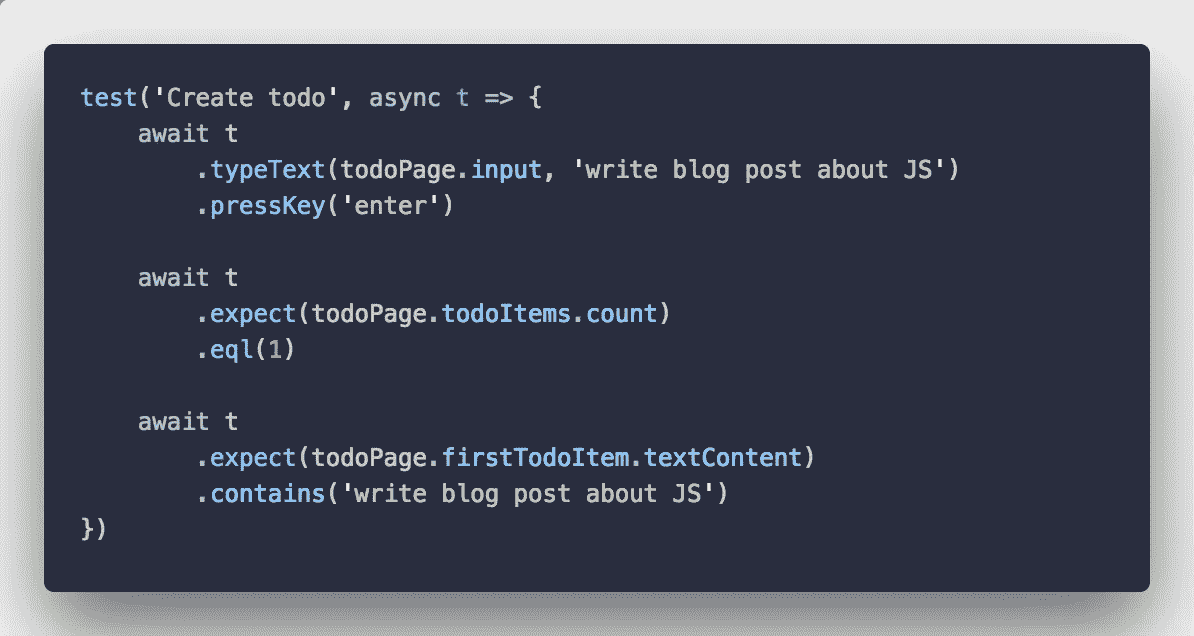 test('Create todo', async t => {
    await t
        .typeText(todoPage.input, 'write blog post about JS')
        .pressKey('enter')

    await t
        .expect(todoPage.todoItems.count)
        .eql(1)

    await t
        .expect(todoPage.firstTodoItem.textContent)
        .contains('write blog post about JS')
})